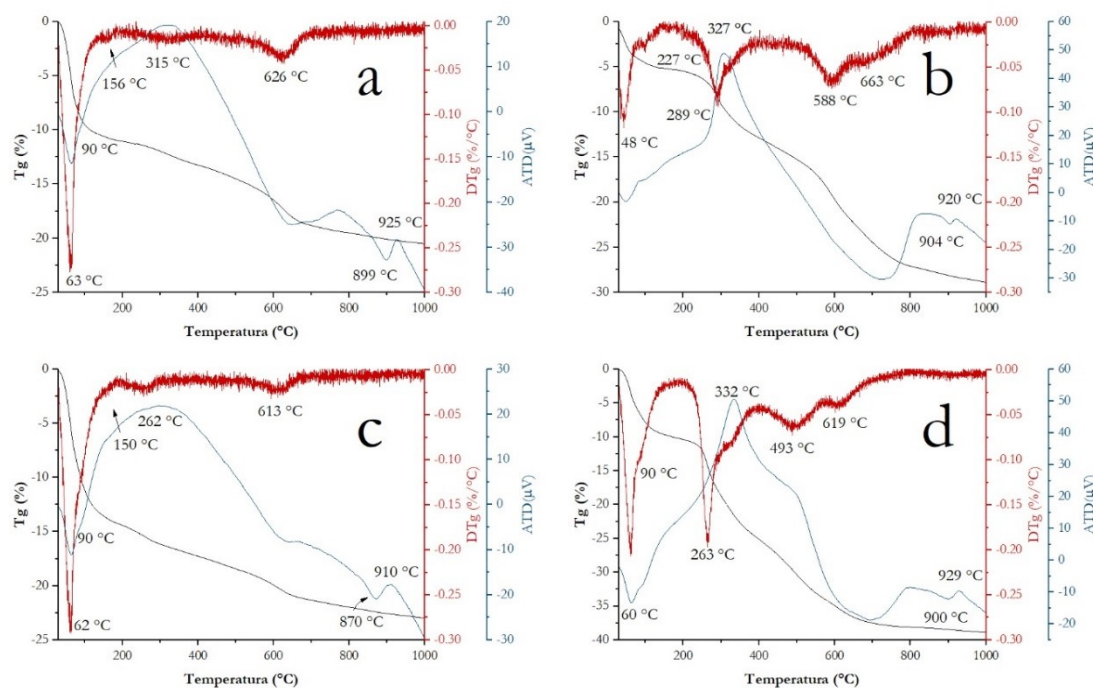 a
Tg (%)
0
-5
-10
-15
-20
-25
200 400 600 800 1000
Temperatura (°C)
0.00
-0.05
-0.10
-0.15
-0.20
-0.25
-0.30
DTg (%/°C)
20
10
0
-10
-20
-30
-40
ATD(µV)
156 °C
315 °C
626 °C
90 °C
63 °C
925 °C
899 °C
b
Tg (%)
0
-5
-10
-15
-20
-25
-30
200 400 600 800 1000
Temperatura (°C)
0.00
-0.05
-0.10
-0.15
-0.20
-0.25
-0.30
DTg (%/°C)
60
50
40
30
20
10
0
-10
-20
-30
ATD(µV)
327 °C
227 °C
289 °C
48 °C
588 °C
663 °C
920 °C
904 °C
c
Tg (%)
0
-5
-10
-15
-20
-25
200 400 600 800 1000
Temperatura (°C)
0.00
-0.05
-0.10
-0.15
-0.20
-0.25
-0.30
DTg (%/°C)
30
20
10
0
-10
-20
-30
ATD(µV)
150 °C
262 °C
613 °C
90 °C
62 °C
910 °C
870 °C
d
Tg (%)
0
-5
-10
-15
-20
-25
-30
-35
-40
200 400 600 800 1000
Temperatura (°C)
0.00
-0.05
-0.10
-0.15
-0.20
-0.25
-0.30
DTg (%/°C)
60
50
40
30
20
10
0
-10
-20
ATD(µV)
332 °C
90 °C
493 °C
619 °C
263 °C
60 °C
929 °C
900 °C